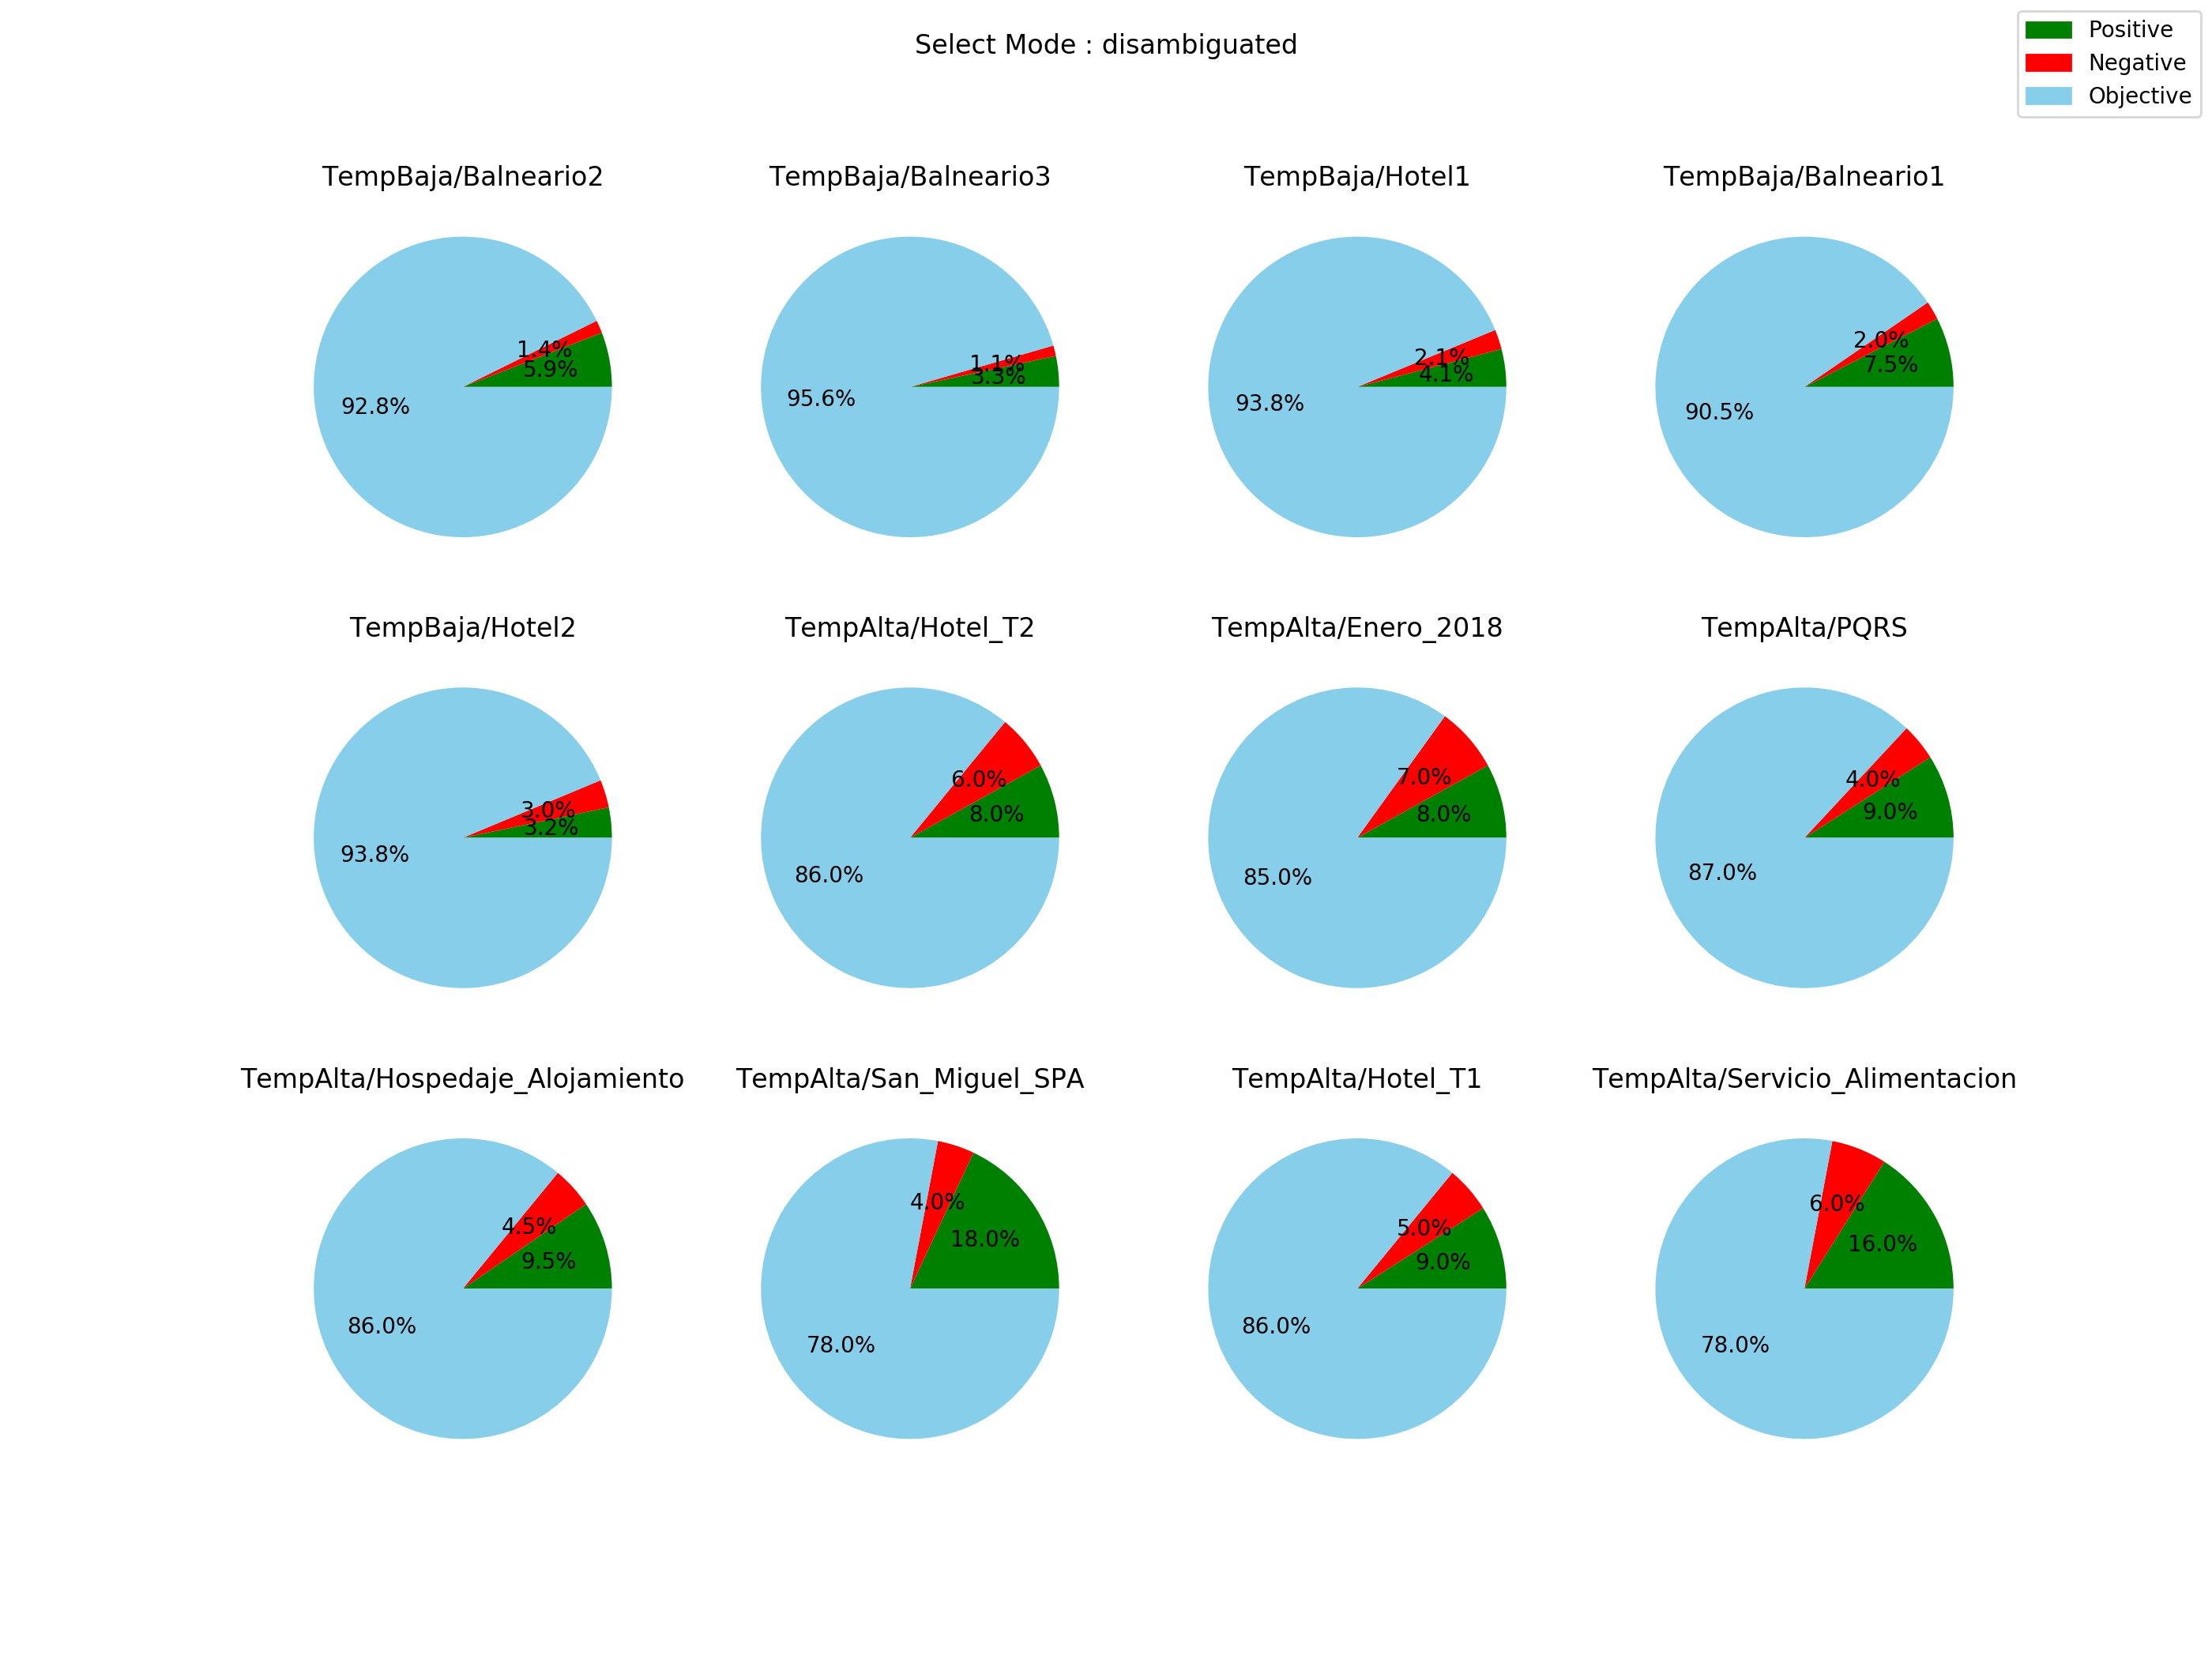 Select Mode : disambiguated
Positive
Negative
Objective
TempBaja/Balneario2
1.4%
5.9%
92.8%
TempBaja/Balneario3
1.1%
3.3%
95.6%
TempBaja/Hotel1
2.1%
4.1%
93.8%
TempBaja/Balneario1
2.0%
7.5%
90.5%
TempBaja/Hotel2
3.0%
3.2%
93.8%
TempAlta/Hotel_T2
6.0%
8.0%
86.0%
TempAlta/Enero_2018
7.0%
8.0%
85.0%
TempAlta/PQRS
4.0%
9.0%
87.0%
TempAlta/Hospedaje_Alojamiento
4.5%
9.5%
86.0%
TempAlta/San_Miguel_SPA
4.0%
18.0%
78.0%
TempAlta/Hotel_T1
5.0%
9.0%
86.0%
TempAlta/Servicio_Alimentacion
6.0%
16.0%
78.0%